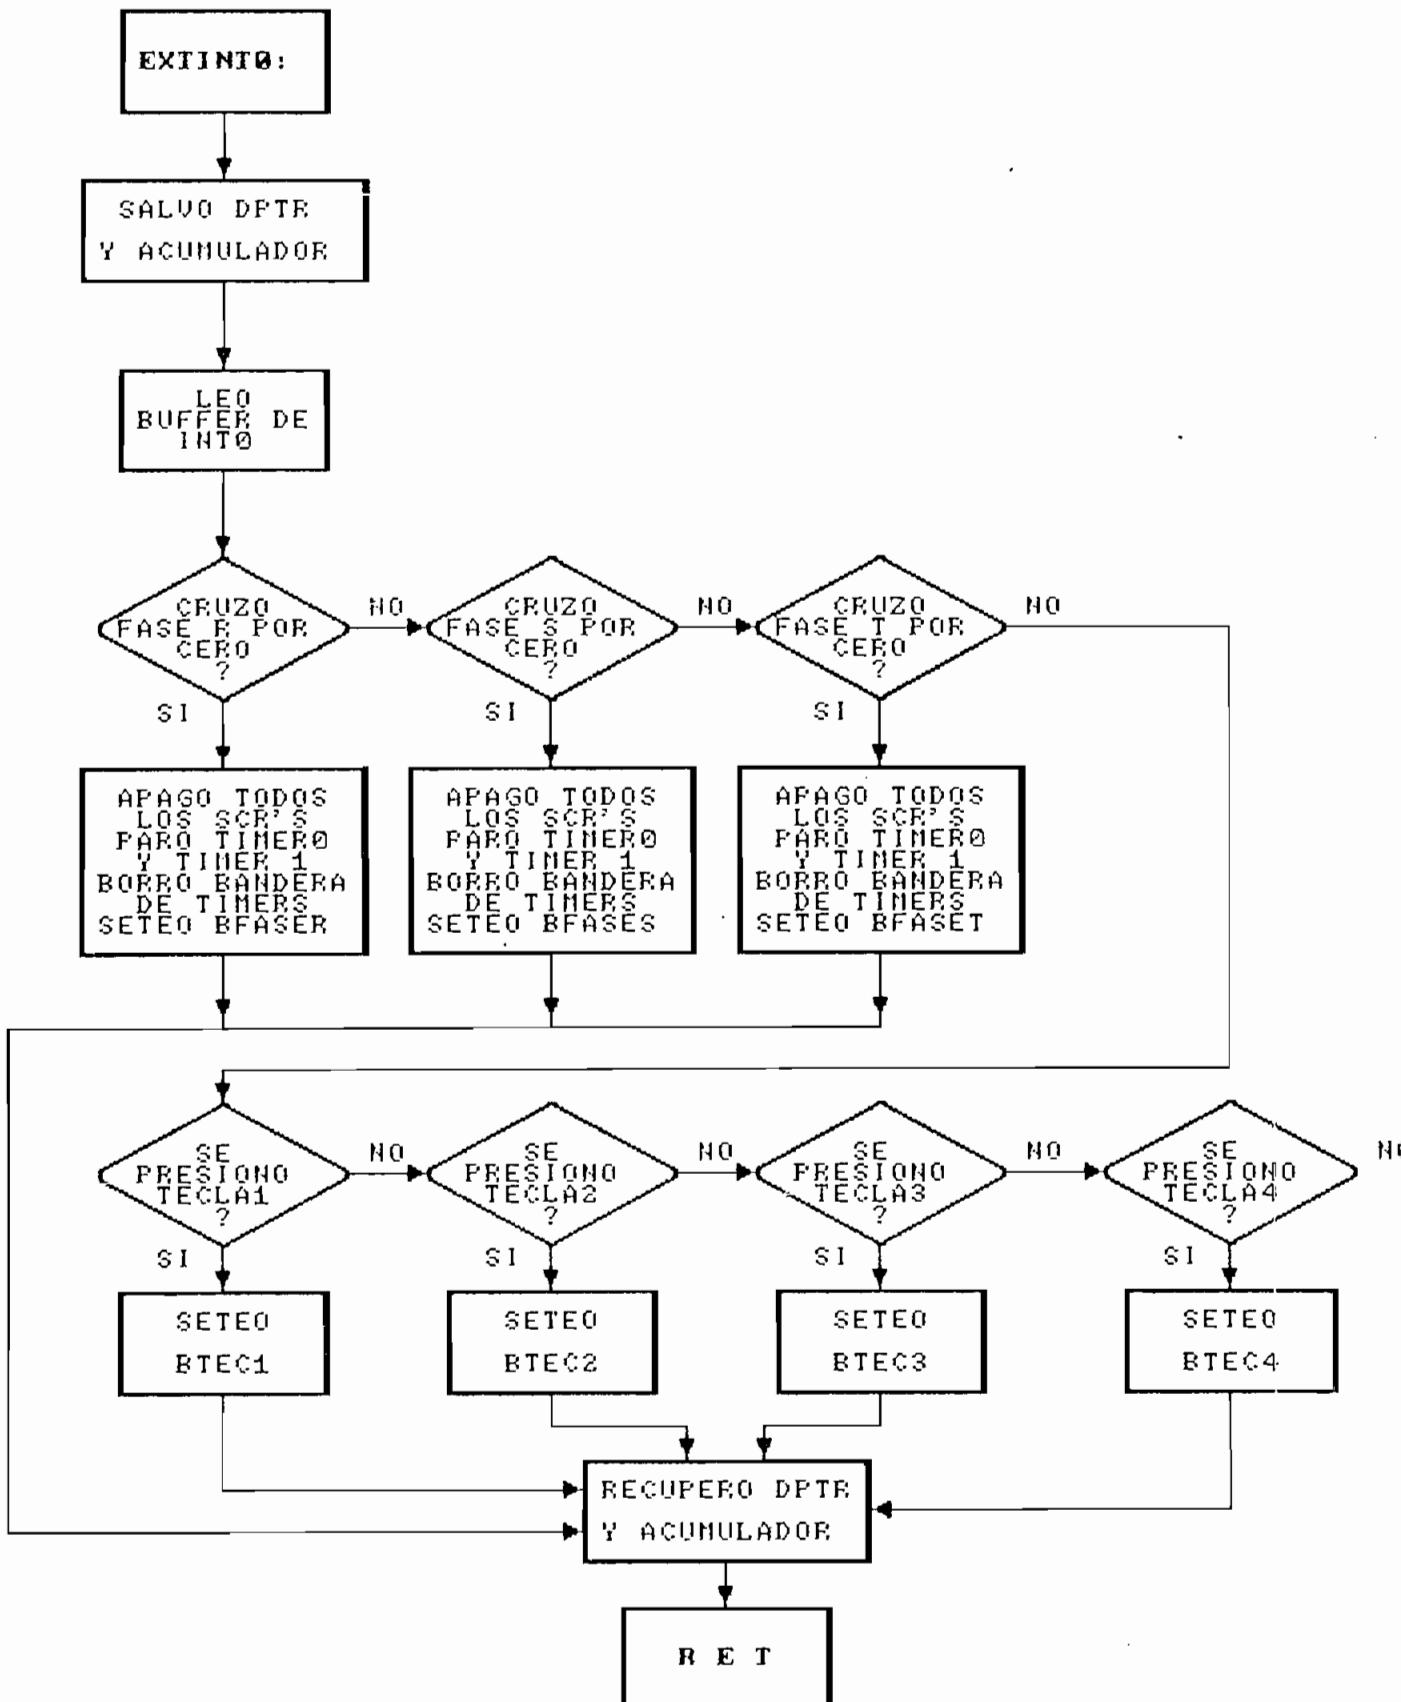 EXTINT0:
SALVO DPTR
Y ACUMULADOR
LEO
BUFFER DE
INT0
CRUZO
FASE R POR
CERO
?
NO
SI
CRUZO
FASE S POR
CERO
?
NO
SI
CRUZO
FASE T POR
CERO
?
NO
SI
APAGO TODOS
LOS SCR'S
PARO TIMER0
Y TIMER 1
BORRO BANDERA
DE TIMERS
SETEO BFASER
APAGO TODOS
LOS SCR'S
PARO TIMER0
Y TIMER 1
BORRO BANDERA
DE TIMERS
SETEO BFASES
APAGO TODOS
LOS SCR'S
PARO TIMER0
Y TIMER 1
BORRO BANDERA
DE TIMERS
SETEO BFASET
SE
PRESIONO
TECLA1
?
NO
SI
SE
PRESIONO
TECLA2
?
NO
SI
SE
PRESIONO
TECLA3
?
NO
SI
SE
PRESIONO
TECLA4
?
NO
SI
SETEO
BTEC1
SETEO
BTEC2
SETEO
BTEC3
SETEO
BTEC4
RECUPERO DPTR
Y ACUMULADOR
R E T